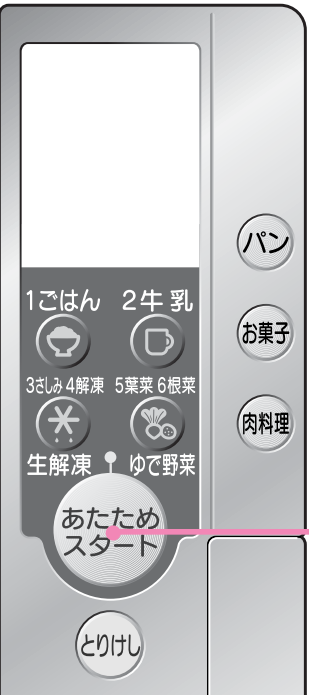 1ごはん 2牛乳
3さしみ 4解凍 5葉菜 6根菜
生解凍 ゆで野菜
あたため
スタート
とりけし
パン
お菓子
肉料理